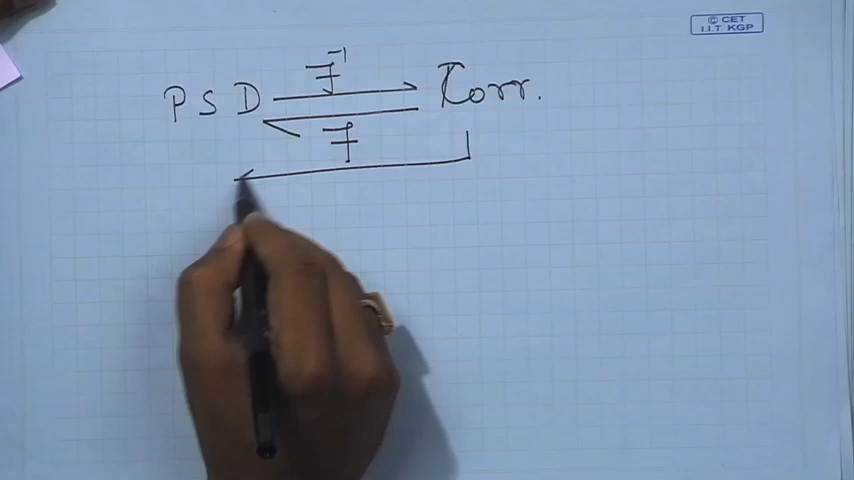 © CET
I.I.T. KGP
F⁻¹
PSD Corr.
F